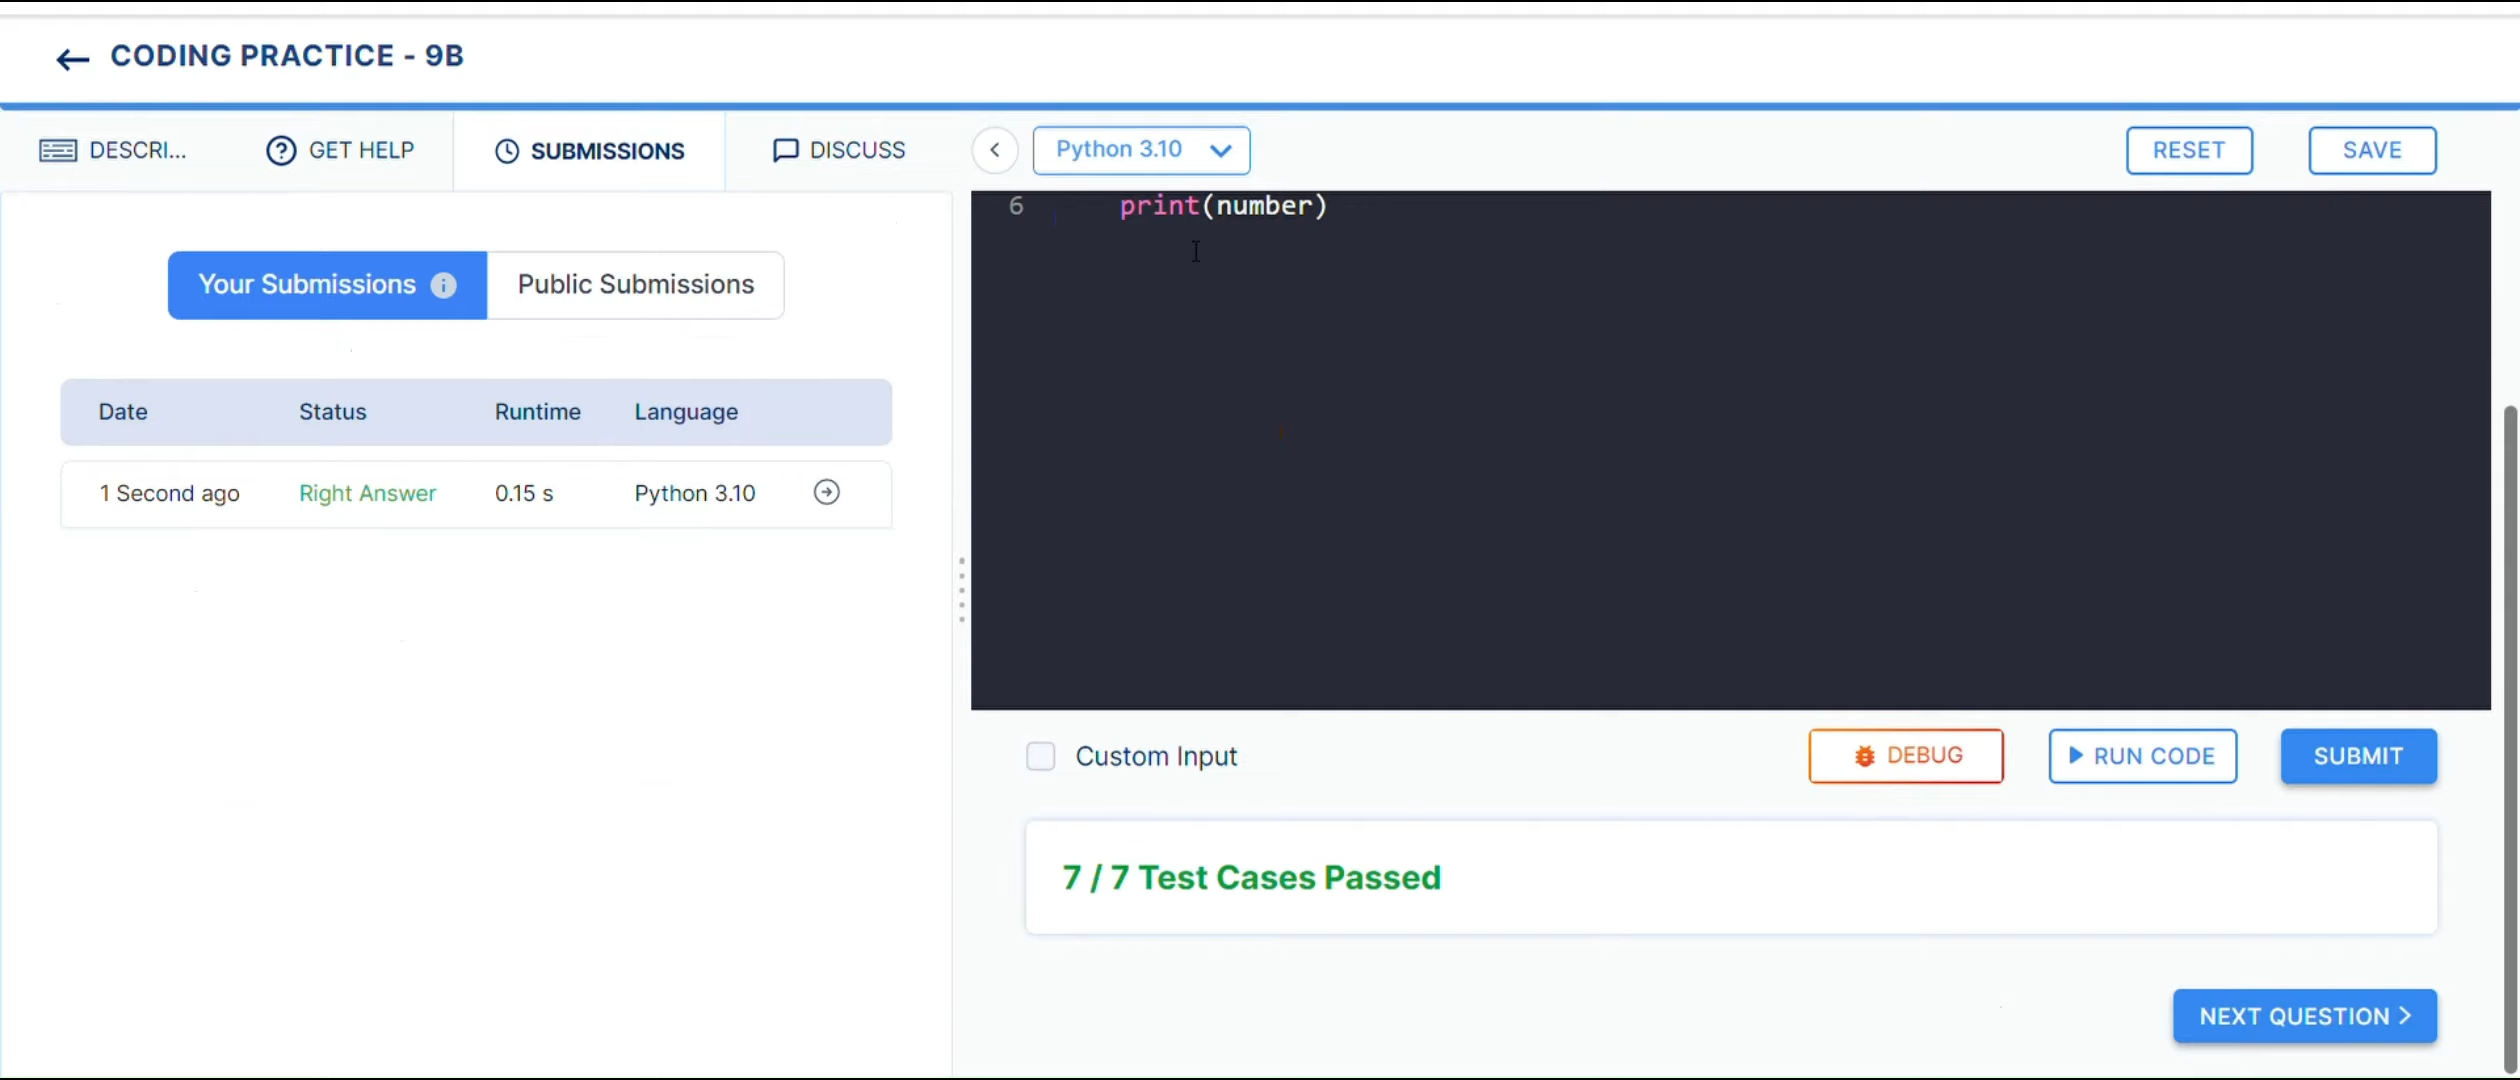 CODING PRACTICE - 9B
DESCRI...
GET HELP
SUBMISSIONS
DISCUSS
Python 3.10
RESET
SAVE
Your Submissions
Public Submissions
Date Status Runtime Language
1 Second ago Right Answer 0.15 s Python 3.10
6 print(number)
Custom Input
DEBUG
RUN CODE
SUBMIT
7 / 7 Test Cases Passed
NEXT QUESTION >